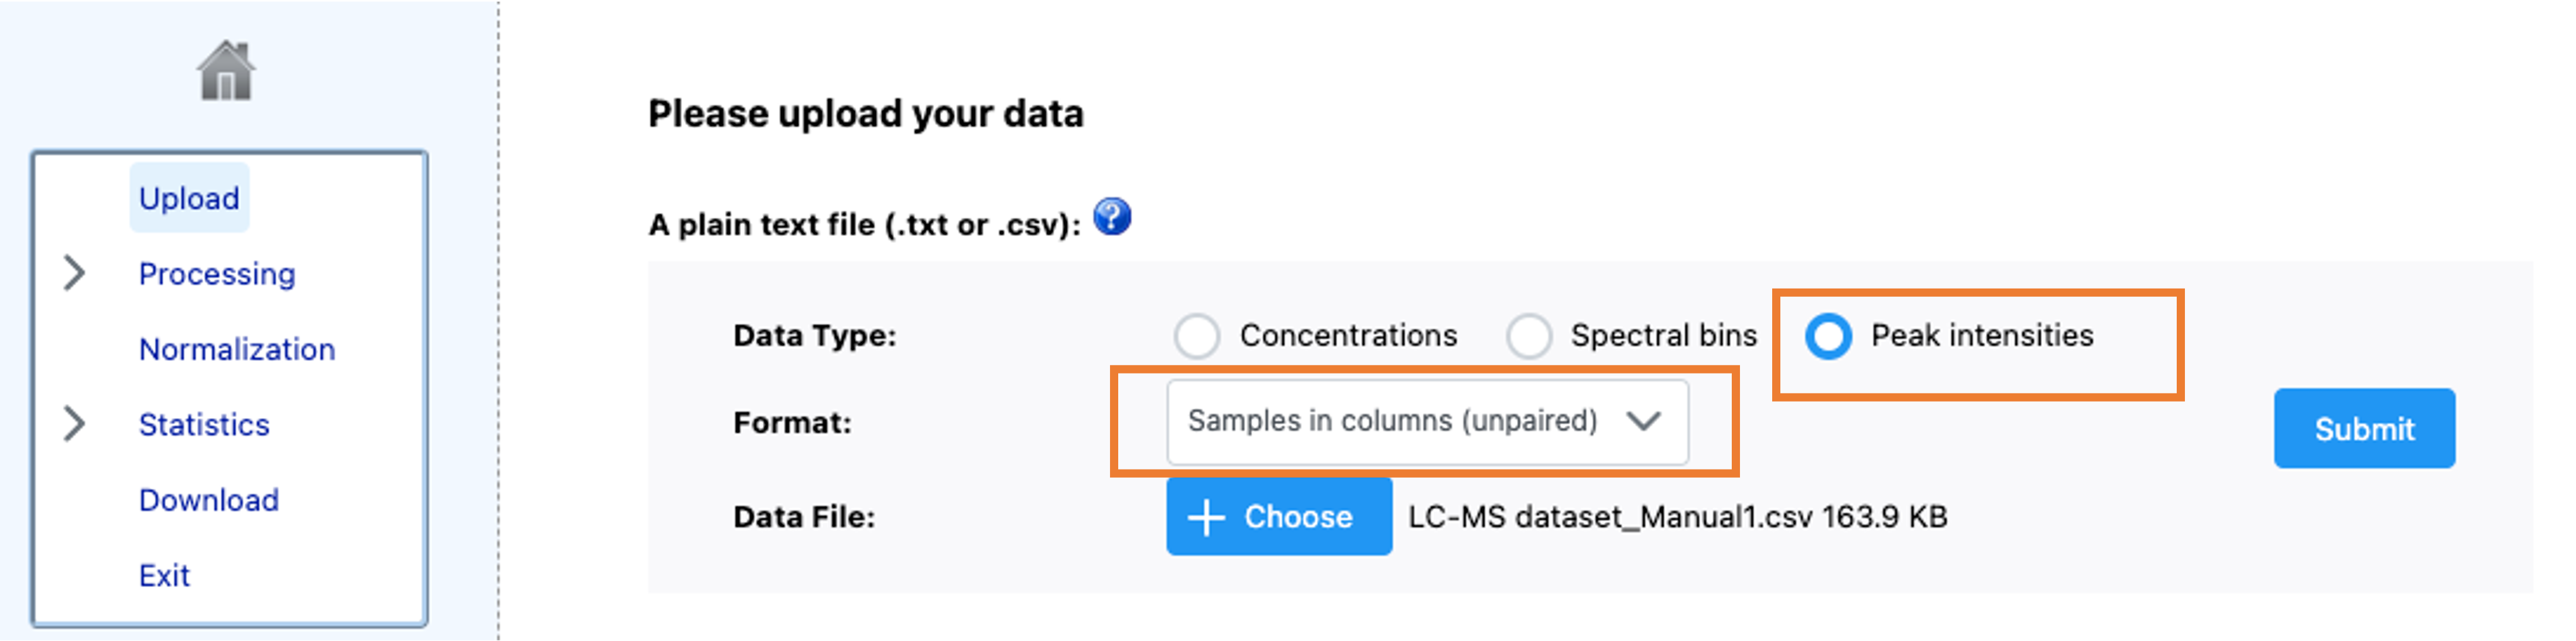 Upload
Processing
Normalization
Statistics
Download
Exit
Please upload your data
A plain text file (.txt or .csv): ?
Data Type: Concentrations Spectral bins Peak intensities
Format: Samples in columns (unpaired)
Submit
Data File: + Choose LC-MS dataset_Manual1.csv 163.9 KB